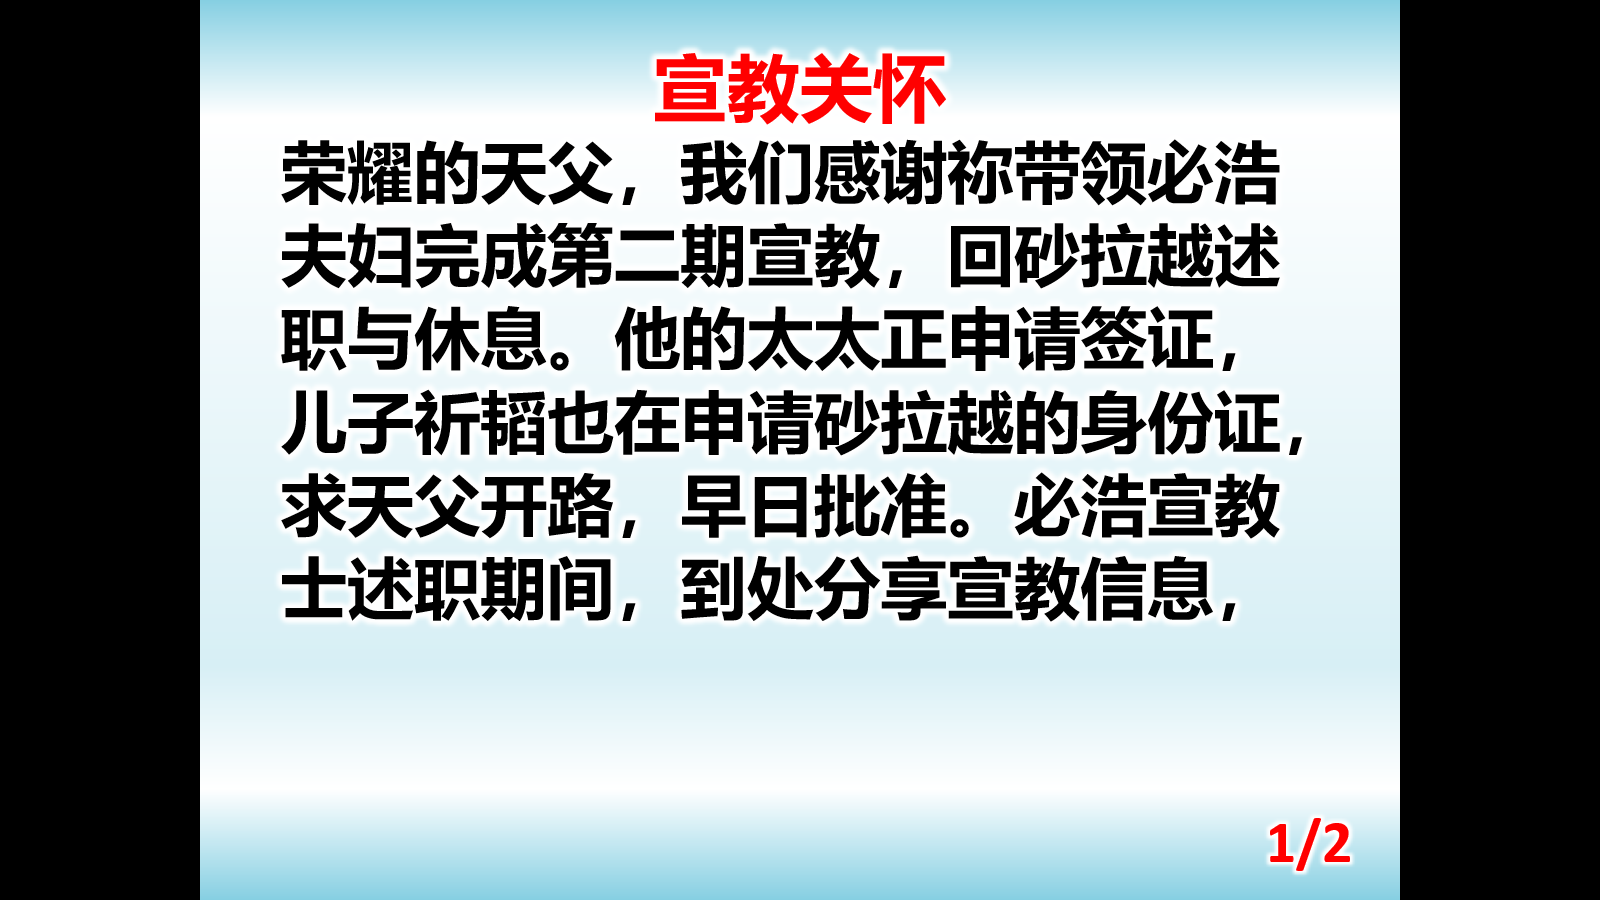 宣教关怀
荣耀的天父，我们感谢祢带领必浩
夫妇完成第二期宣教，回砂拉越述
职与休息。他的太太正申请签证，
儿子祈韬也在申请砂拉越的身份证，
求天父开路，早日批准。必浩宣教
士述职期间，到处分享宣教信息，
1/2